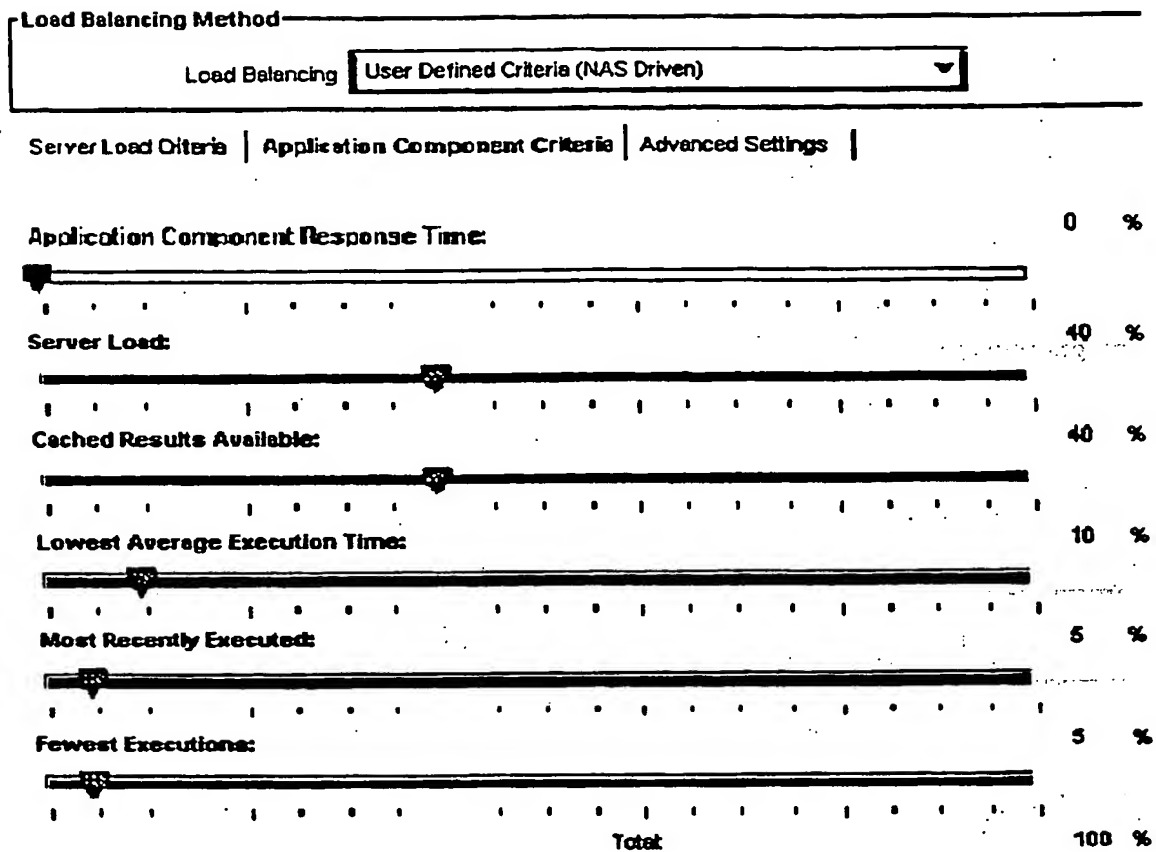 Load Balancing Method
Load Balancing User Defined Criteria (NAS Driven)
Server Load Criteria | Application Component Criteria | Advanced Settings |
Application Component Response Time: 0 %
Server Load: 40 %
Cached Results Available: 40 %
Lowest Average Execution Time: 10 %
Most Recently Executed: 5 %
Fewest Executions: 5 %
Total: 100 %